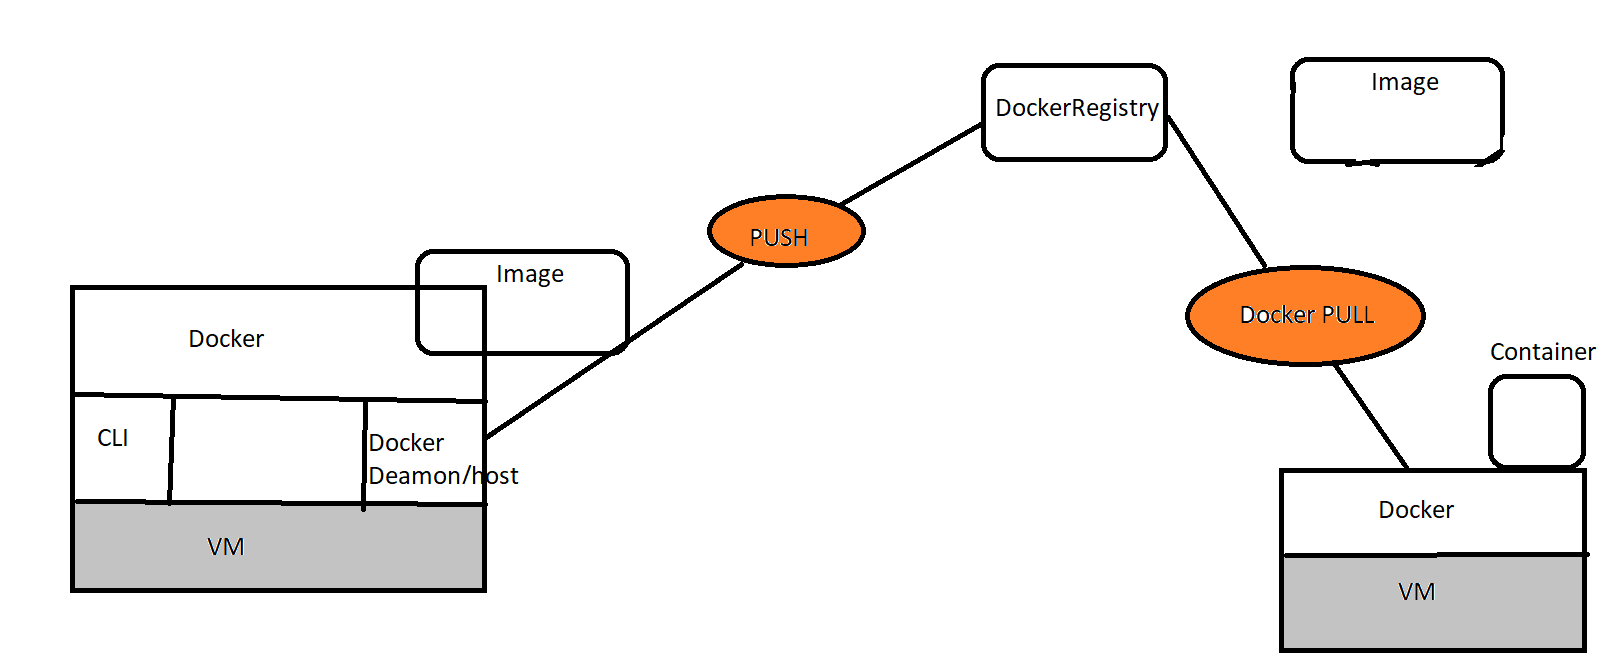 Image
DockerRegistry
PUSH
Image
Docker PULL
Docker
Container
CLI
Docker
Deamon/host
Docker
VM
VM